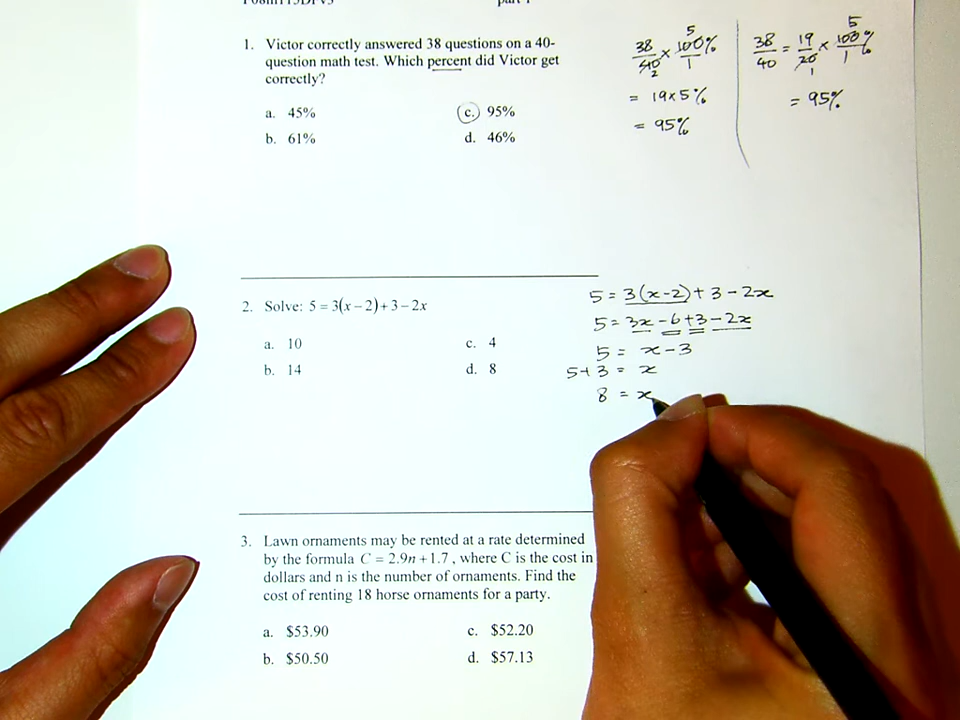 1. Victor correctly answered 38 questions on a 40-
question math test. Which percent did Victor get
correctly?
a. 45%
c. 95%
b. 61%
d. 46%
38/40 × 100%/1
2
5
= 19 × 5%
= 95%
38/40 = 19/20 × 100%/1
1
5
= 95%
2. Solve: 5 = 3(x − 2) + 3 − 2x
a. 10
c. 4
b. 14
d. 8
5 = 3(x-2) + 3 - 2x
5 = 3x - 6 + 3 - 2x
5 = x - 3
5 + 3 = x
8 = x
3. Lawn ornaments may be rented at a rate determined
by the formula C = 2.9n + 1.7, where C is the cost in
dollars and n is the number of ornaments. Find the
cost of renting 18 horse ornaments for a party.
a. $53.90
c. $52.20
b. $50.50
d. $57.13